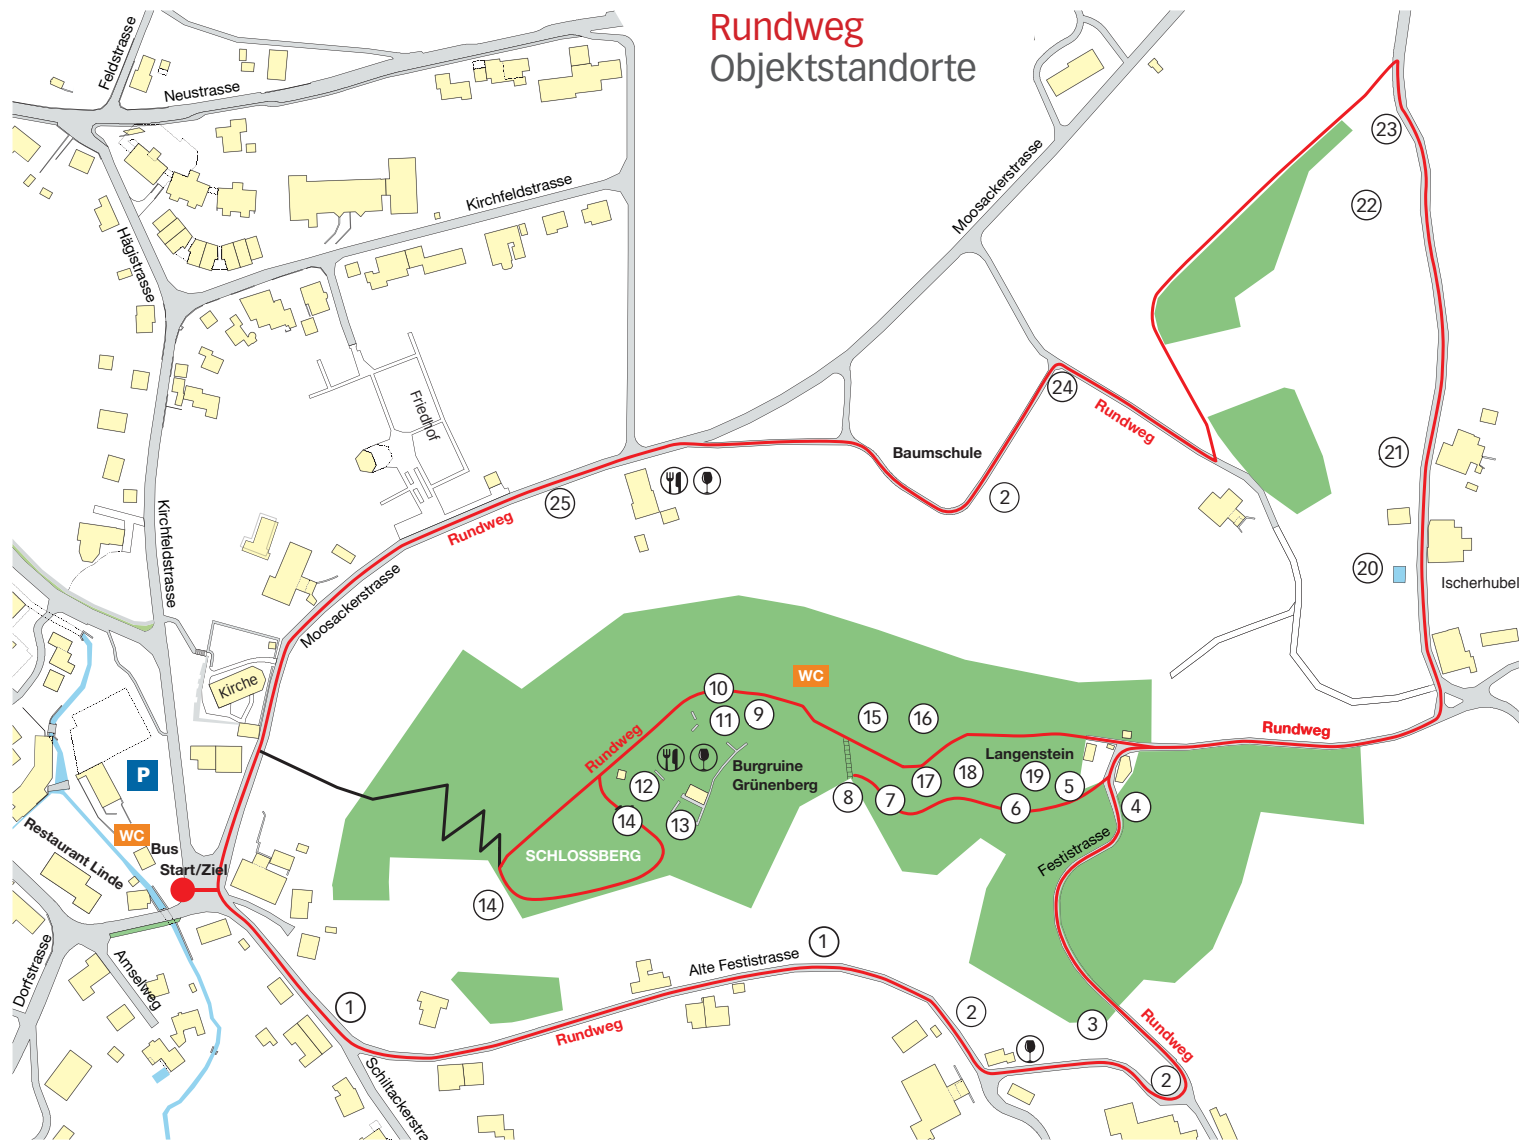 Rundweg
Objektstandorte
Feldstrasse
Neustrasse
23
Moosackerstrasse
Kirchfeldstrasse
22
Hägistrasse
24
Rundweg
Friedhof
Baumschule
21
2
25
Rundweg
Kirchfeldstrasse
20
Ischerhubel
Moosackerstrasse
Kirche
WC
10
11
9
15
16
Rundweg
Rundweg
Langenstein
Burgruine
Grünenberg
P
12
17
18
19
5
8
7
6
4
14
13
WC
Bus
Start/Ziel
Restaurant Linde
SCHLOSSBERG
Festistrasse
14
1
Alte Festistrasse
Dorfstrasse
Amselweg
1
2
3
Rundweg
Rundweg
2
Schiltackerstra